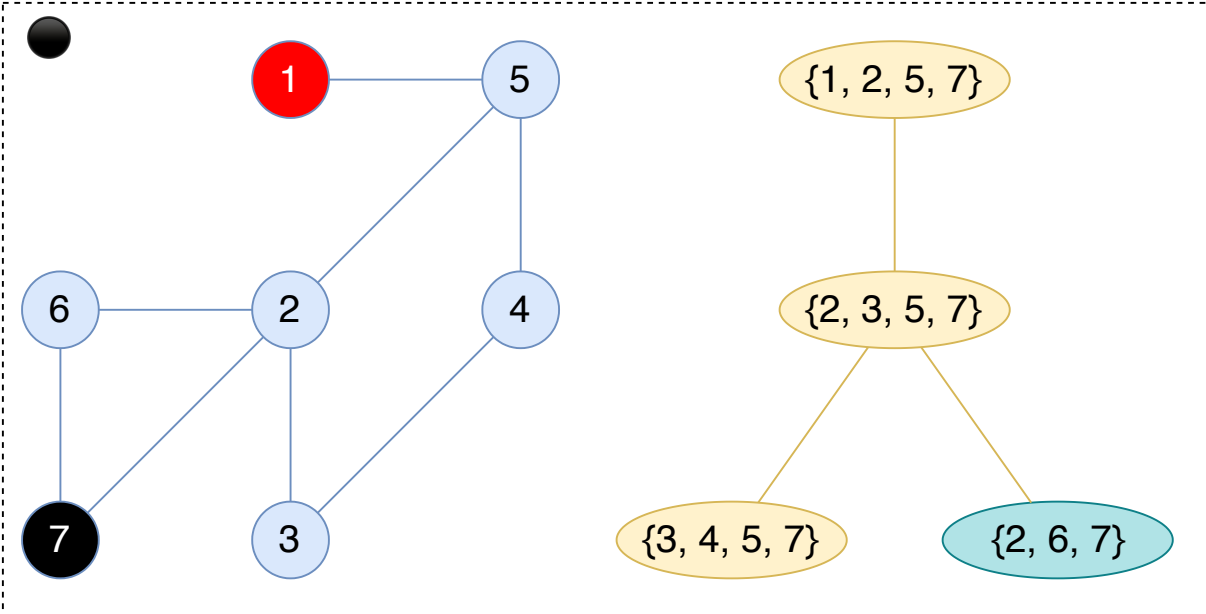 1 5 {1, 2, 5, 7}
6 2 4 {2, 3, 5, 7}
7 3 {3, 4, 5, 7} {2, 6, 7}